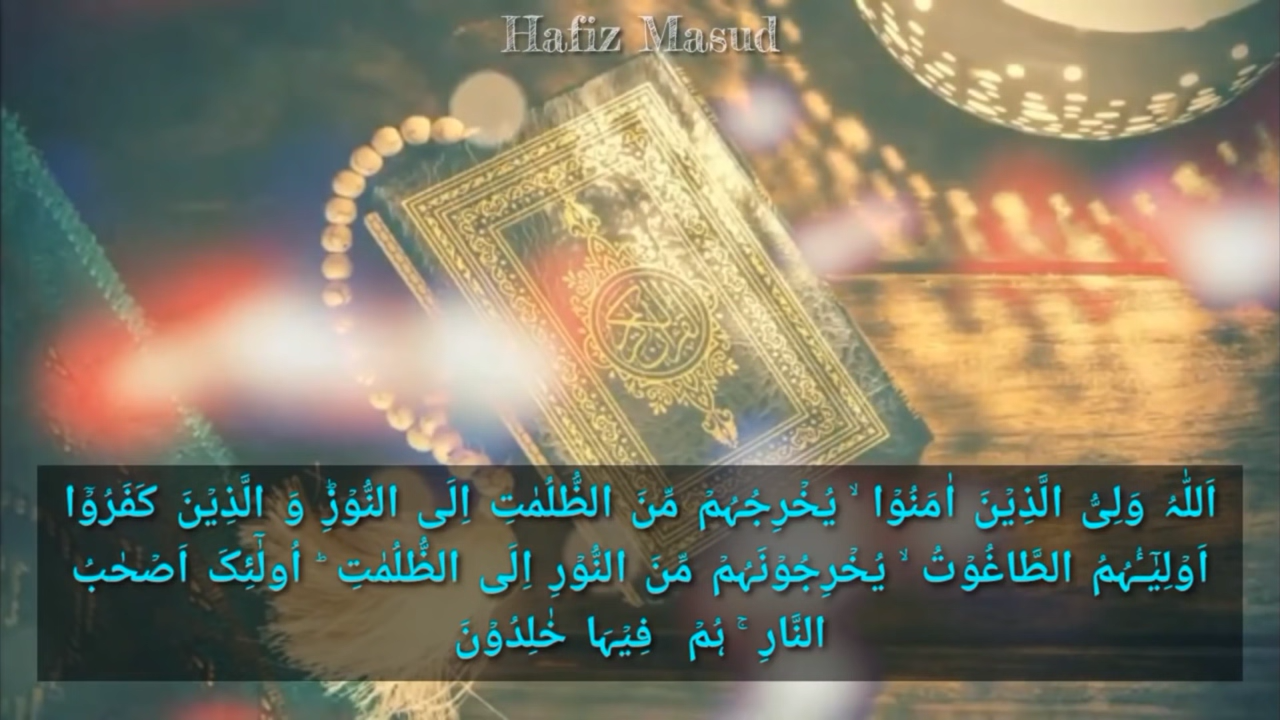 Hafiz Masud
اَللّٰہُ وَلِیُّ الَّذِیۡنَ اٰمَنُوۡا ۙ یُخۡرِجُہُمۡ مِّنَ الظُّلُمٰتِ اِلَی النُّوۡرِ۬ؕ وَ الَّذِیۡنَ کَفَرُوۡۤا
اَوۡلِیٰٓـُٔہُمُ الطَّاغُوۡتُ ۙ یُخۡرِجُوۡنَہُمۡ مِّنَ النُّوۡرِ اِلَی الظُّلُمٰتِ ؕ اُولٰٓئِکَ اَصۡحٰبُ
النَّارِ ۚ ہُمۡ فِیۡہَا خٰلِدُوۡنَ